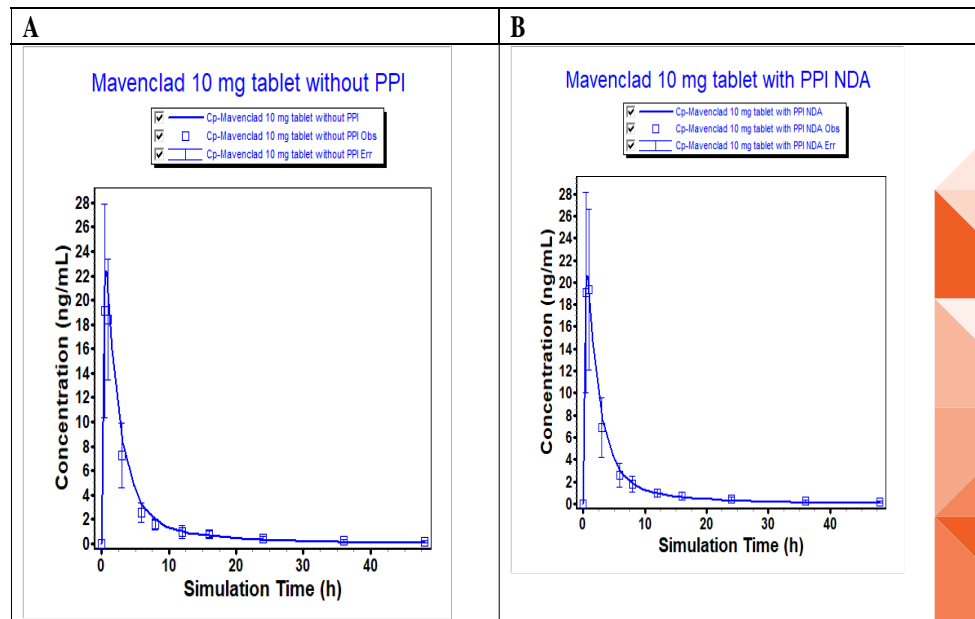 A
B
Mavenclad 10 mg tablet without PPI
Cp-Mavenclad 10 mg tablet without PPI
Cp-Mavenclad 10 mg tablet without PPI Obs
Cp-Mavenclad 10 mg tablet without PPI Err
28
26
24
22
20
18
16
14
12
10
8
6
4
2
0
Concentration (ng/mL)
0
10
20
30
40
Simulation Time (h)
Mavenclad 10 mg tablet with PPI NDA
Cp-Mavenclad 10 mg tablet with PPI NDA
Cp-Mavenclad 10 mg tablet with PPI NDA Obs
Cp-Mavenclad 10 mg tablet with PPI NDA Err
28
26
24
22
20
18
16
14
12
10
8
6
4
2
0
Concentration (ng/mL)
0
10
20
30
40
Simulation Time (h)